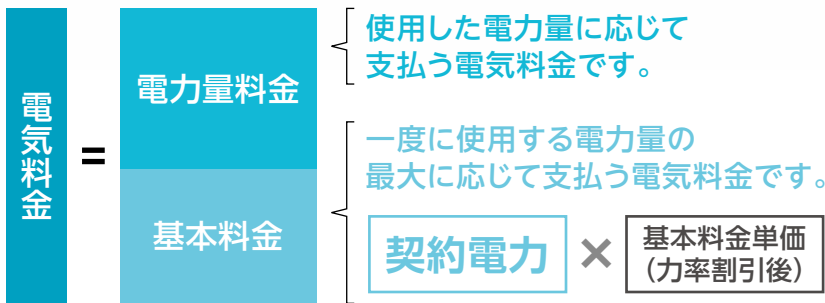 電気料金
=
電力量料金
使用した電力量に応じて
支払う電気料金です。
基本料金
一度に使用する電力量の
最大に応じて支払う電気料金です。
契約電力
×
基本料金単価
（力率割引後）